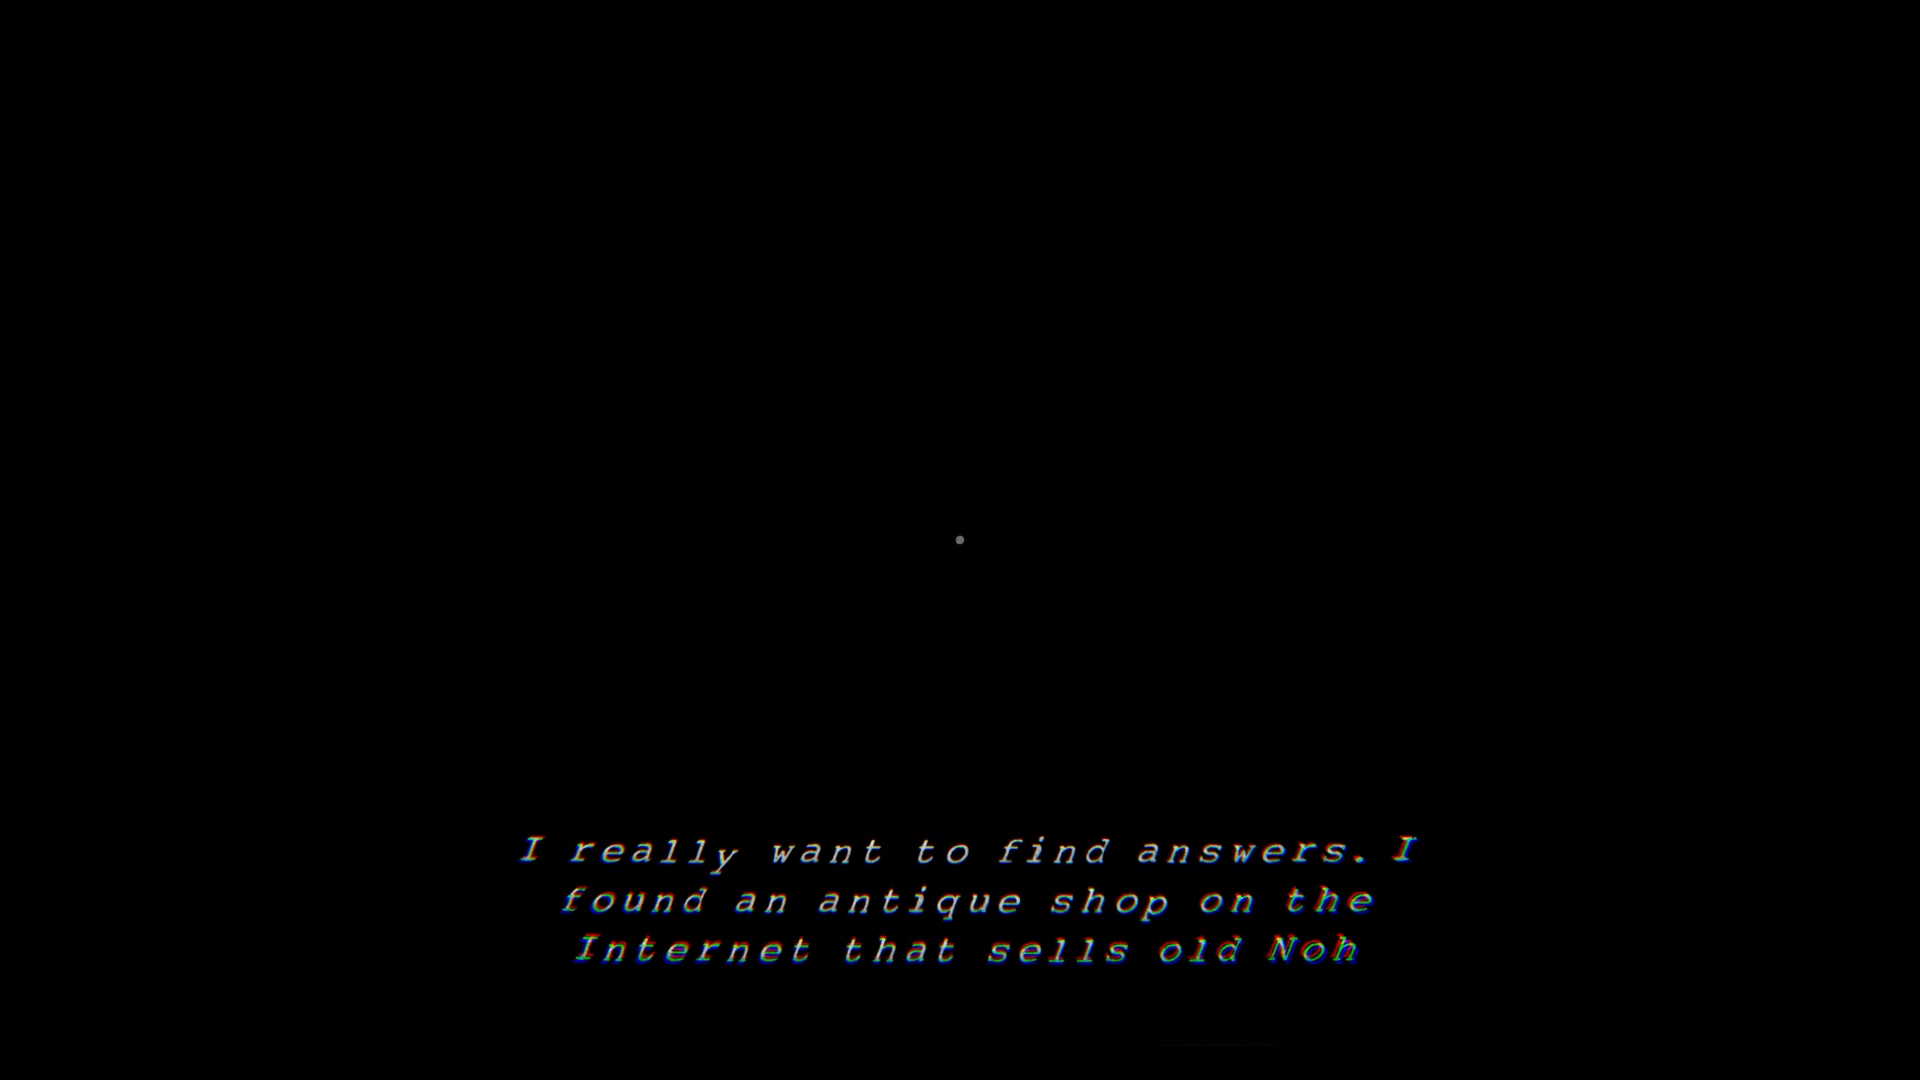 I really want to find answers. I
found an antique shop on the
Internet that sells old Noh